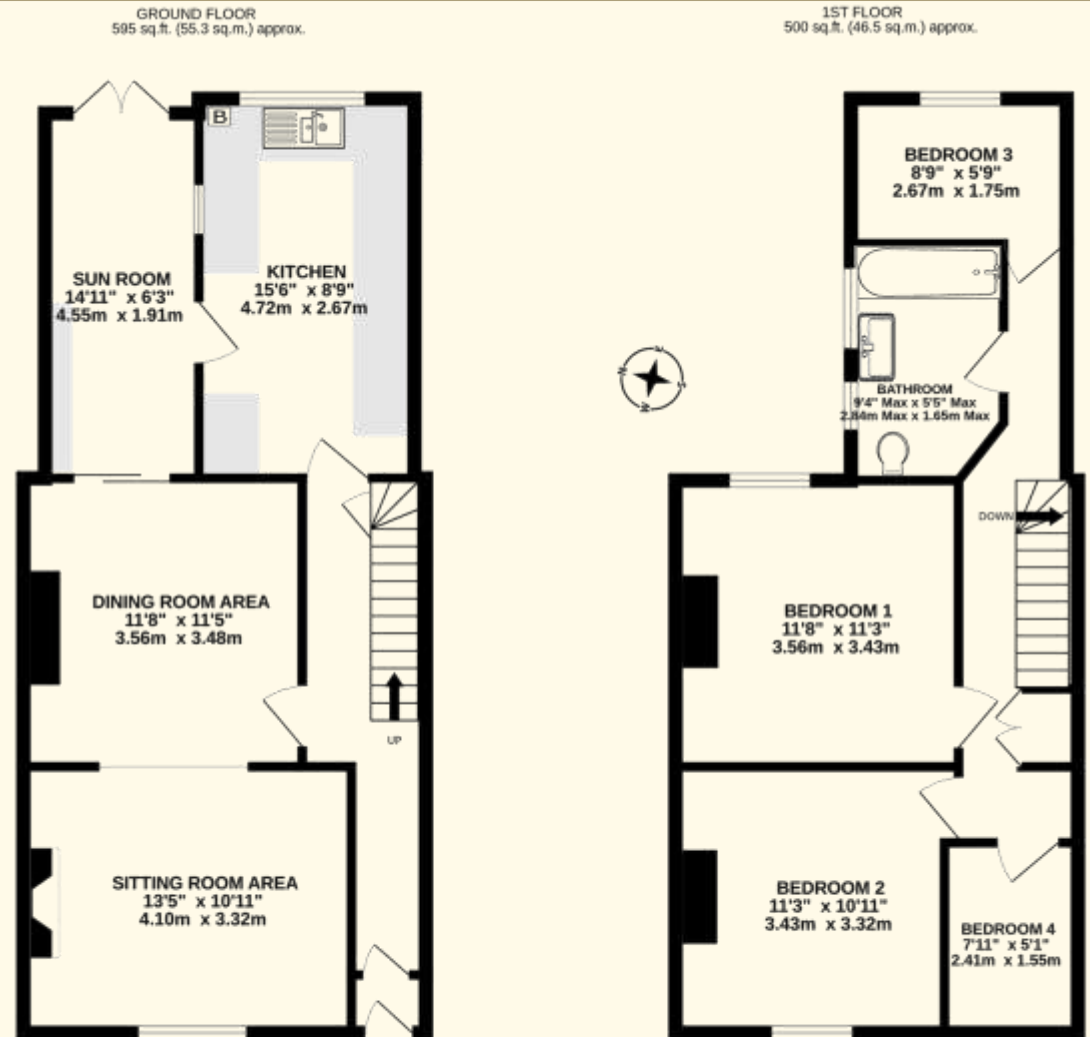 GROUND FLOOR
595 sq.ft. (55.3 sq.m.) approx.
B
SUN ROOM
14'11" x 6'3"
4.55m x 1.91m
KITCHEN
15'6" x 8'9"
4.72m x 2.67m
DINING ROOM AREA
11'8" x 11'5"
3.56m x 3.48m
UP
SITTING ROOM AREA
13'5" x 10'11"
4.10m x 3.32m
1ST FLOOR
500 sq.ft. (46.5 sq.m.) approx.
BEDROOM 3
8'9" x 5'9"
2.67m x 1.75m
N
E
S
W
BATHROOM
9'4" Max x 5'5" Max
2.84m Max x 1.65m Max
DOWN
BEDROOM 1
11'8" x 11'3"
3.56m x 3.43m
BEDROOM 2
11'3" x 10'11"
3.43m x 3.32m
BEDROOM 4
7'11" x 5'1"
2.41m x 1.55m